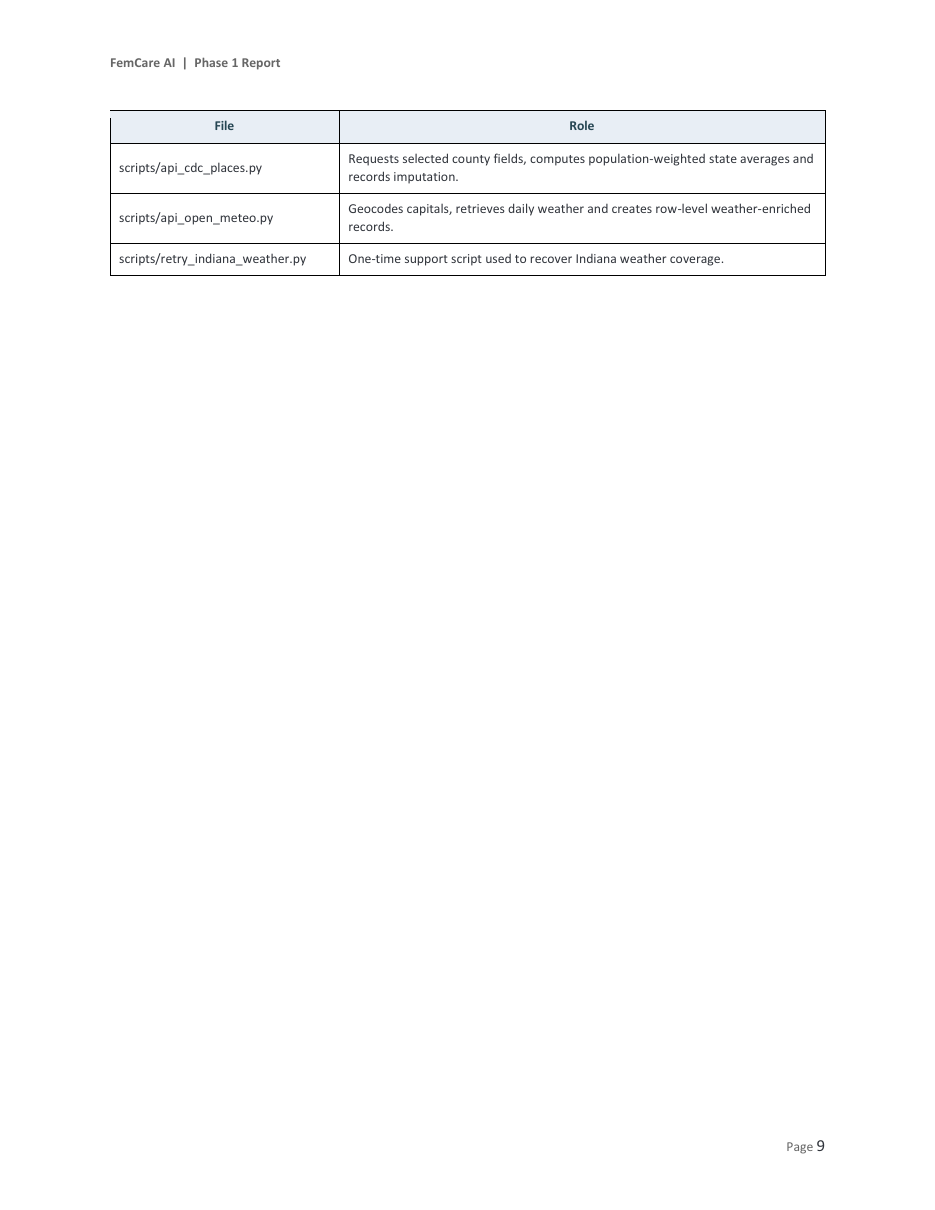 FemCare AI | Phase 1 Report
File Role
scripts/api_cdc_places.py
Requests selected county fields, computes population-weighted state averages and
records imputation.
scripts/api_open_meteo.py
Geocodes capitals, retrieves daily weather and creates row-level weather-enriched
records.
scripts/retry_indiana_weather.py
One-time support script used to recover Indiana weather coverage.
Page 9